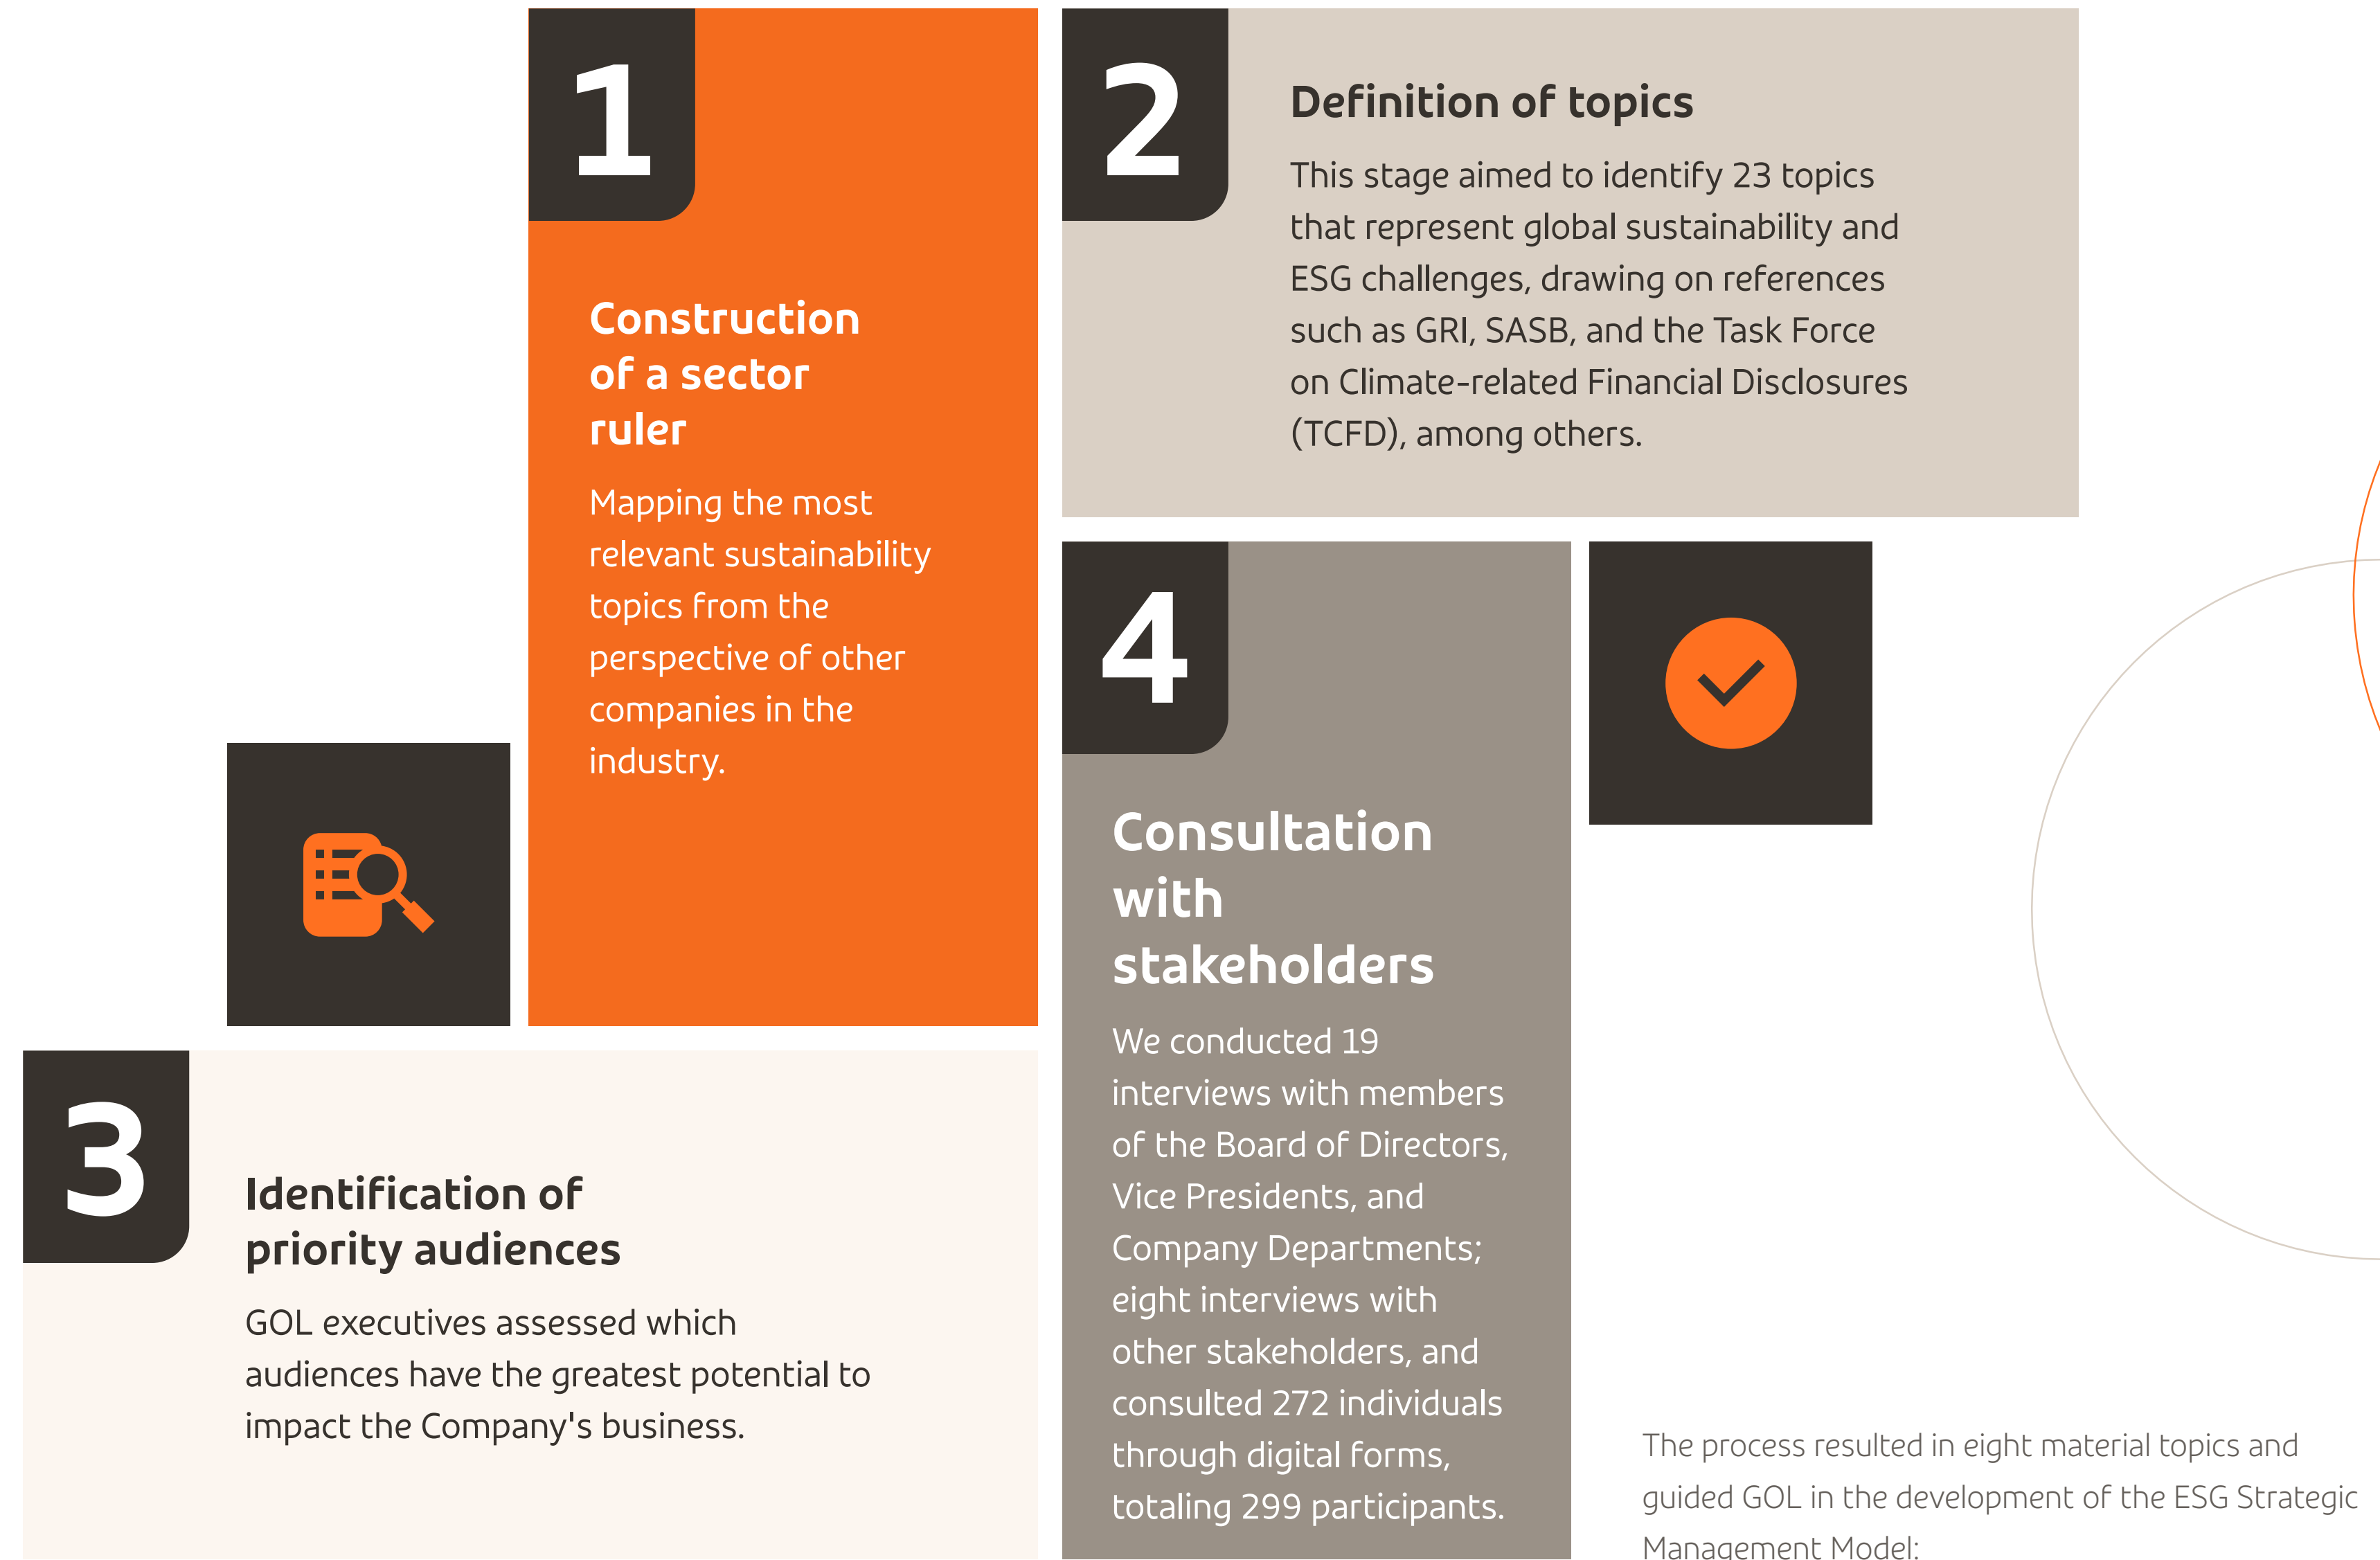 1
Construction
of a sector
ruler
Mapping the most
relevant sustainability
topics from the
perspective of other
companies in the
industry.
2
Definition of topics
This stage aimed to identify 23 topics
that represent global sustainability and
ESG challenges, drawing on references
such as GRI, SASB, and the Task Force
on Climate-related Financial Disclosures
(TCFD), among others.
3
Identification of
priority audiences
GOL executives assessed which
audiences have the greatest potential to
impact the Company's business.
4
Consultation
with
stakeholders
We conducted 19
interviews with members
of the Board of Directors,
Vice Presidents, and
Company Departments;
eight interviews with
other stakeholders, and
consulted 272 individuals
through digital forms,
totaling 299 participants.
The process resulted in eight material topics and
guided GOL in the development of the ESG Strategic
Management Model: